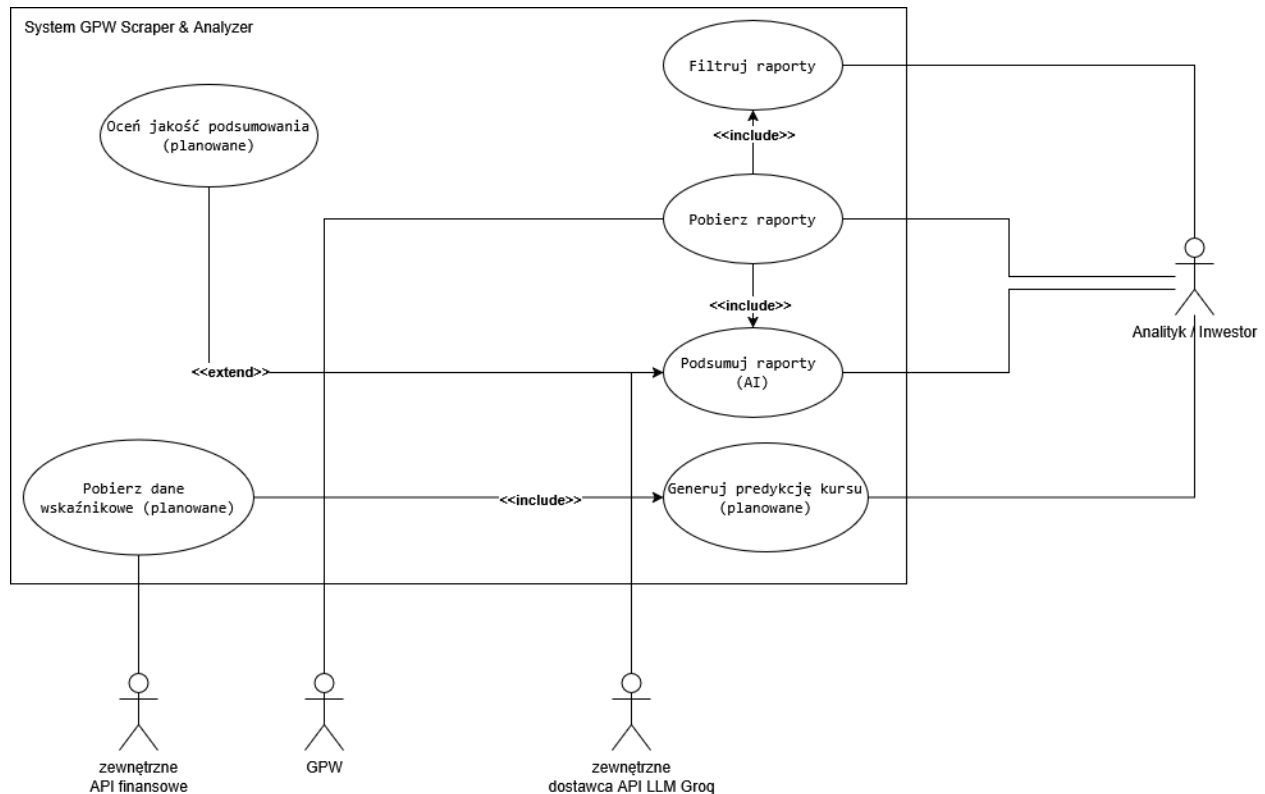 System GPW Scraper & Analyzer
Filtruj raporty
Oceń jakość podsumowania
(planowane)
<<include>>
Pobierz raporty
<<include>>
Podsumuj raporty
(AI)
<<extend>>
Analityk / Inwestor
Pobierz dane
wskaźnikowe (planowane)
<<include>>
Generuj predykcję kursu
(planowane)
zewnętrzne
API finansowe
GPW
zewnętrzne
dostawca API LLM Groq